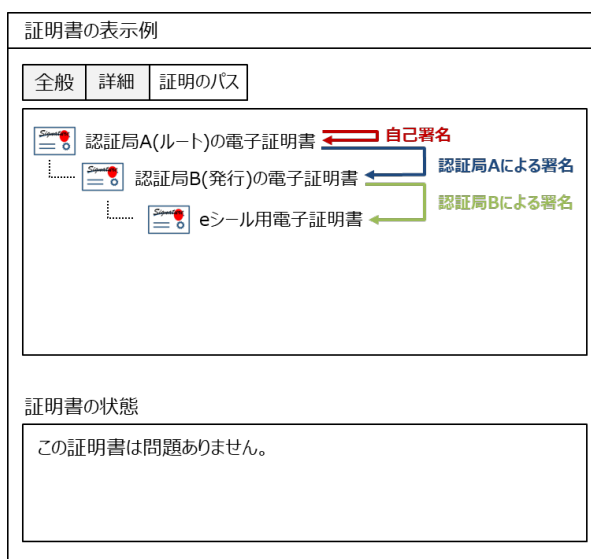 証明書の表示例
全般 詳細 証明のパス
Signature 認証局A(ルート)の電子証明書 自己署名
認証局Aによる署名
Signature 認証局B(発行)の電子証明書
認証局Bによる署名
Signature eシール用電子証明書
証明書の状態
この証明書は問題ありません。